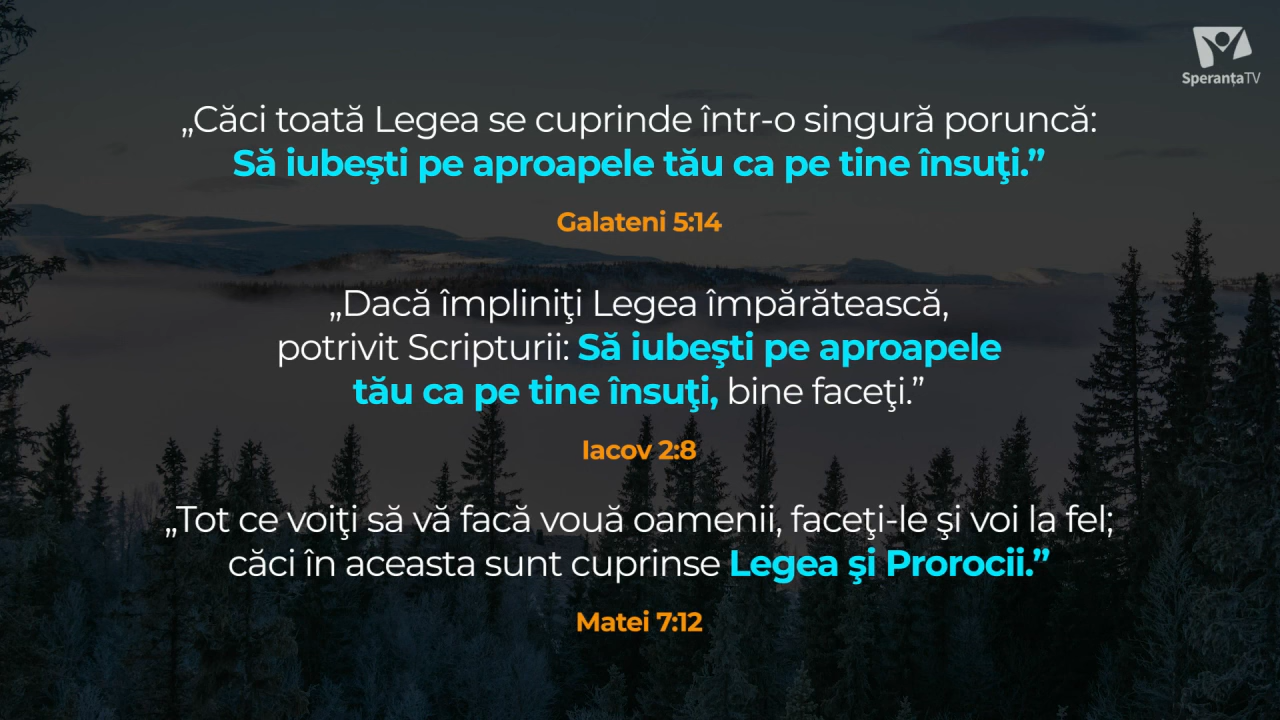 SperanțaTV
„Căci toată Legea se cuprinde într-o singură poruncă:
Să iubeşti pe aproapele tău ca pe tine însuţi.”
Galateni 5:14
„Dacă împliniţi Legea împărătească,
potrivit Scripturii: Să iubeşti pe aproapele
tău ca pe tine însuţi, bine faceţi.”
Iacov 2:8
„Tot ce voiţi să vă facă vouă oamenii, faceţi-le şi voi la fel;
căci în aceasta sunt cuprinse Legea şi Prorocii.”
Matei 7:12